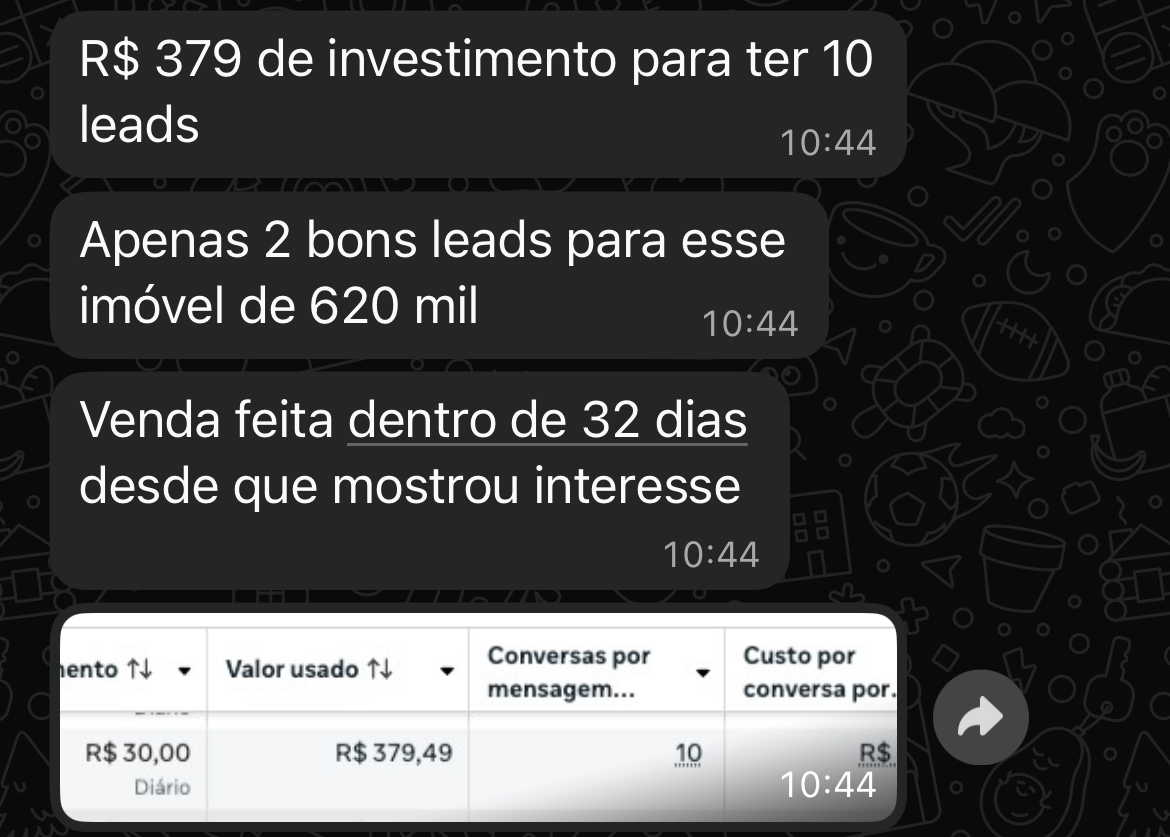 R$ 379 de investimento para ter 10
leads
10:44
Apenas 2 bons leads para esse
imóvel de 620 mil
10:44
Venda feita dentro de 32 dias
desde que mostrou interesse
10:44
Valor usado ↑↓
Conversas por
mensagem...
Custo por
conversa por.
R$ 30,00
R$ 379,49
10
R$
Diário
10:44